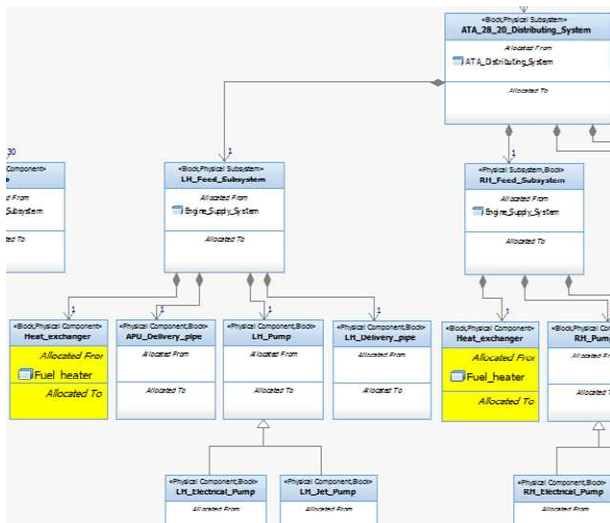 «Block,Physical Subsystem»
ATA_28_20_Distributing_System
Allocated From
ATA_Distributing_System
Allocated To
30
1
1
Component»
«Block,Physical Subsystem»
LH_Feed_Subsystem
Allocated From
Engine_Supply_System
Allocated To
«Physical Subsystem,Block»
RH_Feed_Subsystem
Allocated From
Engine_Supply_System
Allocated To
ed From
Subsystem
ted To
1
1
1
1
1
«Block,Physical Component»
Heat_exchanger
Allocated From
Fuel_heater
Allocated To
«Physical Component,Block»
APU_Delivery_pipe
Allocated From
Allocated To
«Physical Component,Block»
LH_Pump
Allocated From
Allocated To
«Physical Component,Block»
LH_Delivery_pipe
Allocated From
Allocated To
«Block,Physical Component»
Heat_exchanger
Allocated From
Fuel_heater
Allocated To
«Physical Com
RH_Pum
Allocated
«Physical Component,Block»
LH_Electrical_Pump
Allocated From
«Physical Component,Block»
LH_Jet_Pump
Allocated From
«Physical Component,Block»
RH_Electrical_Pump
Allocated From